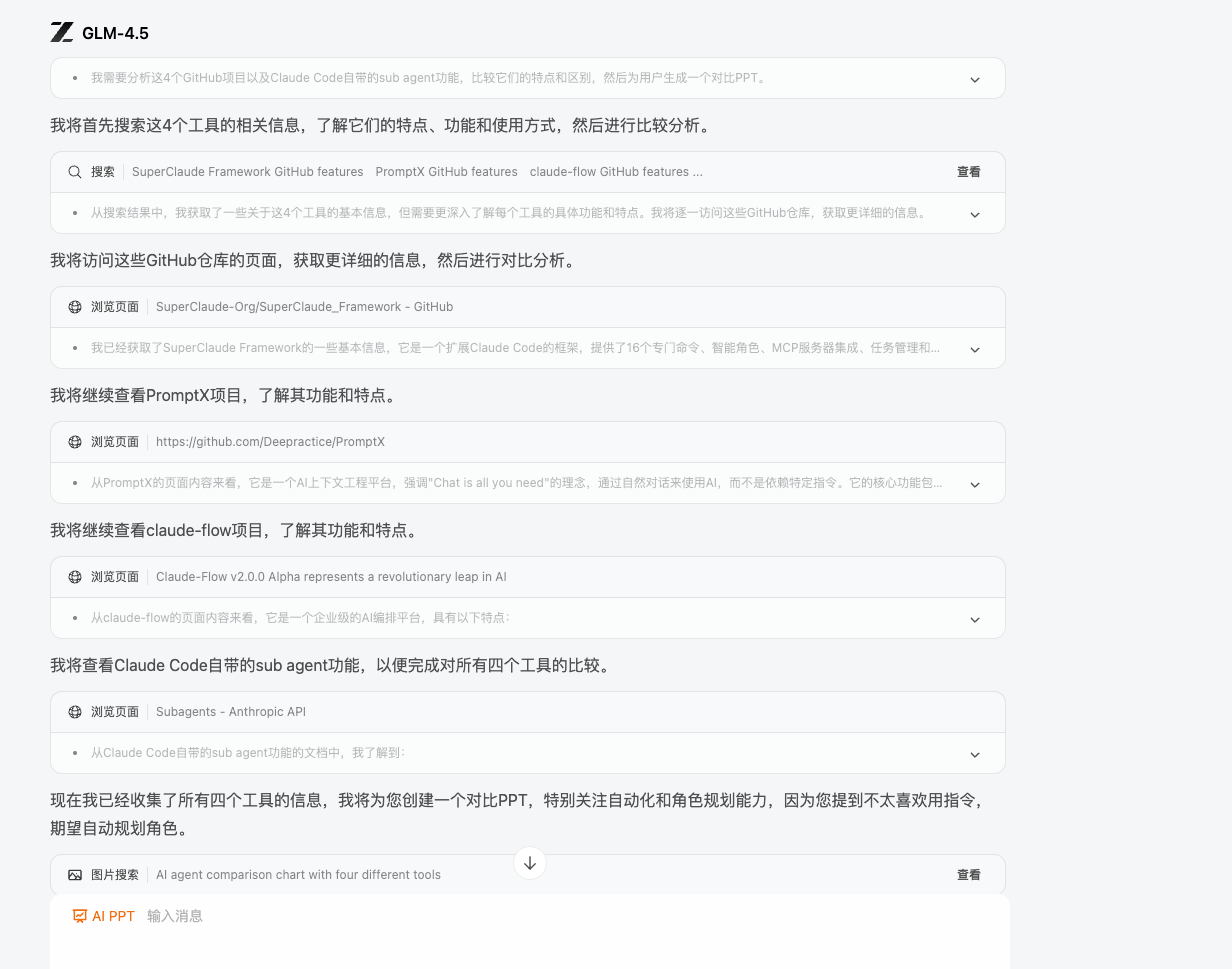 GLM-4.5
我需要分析这4个GitHub项目以及Claude Code自带的sub agent功能，比较它们的特点和区别，然后为用户生成一个对比PPT。
我将首先搜索这4个工具的相关信息，了解它们的特点、功能和使用方式，然后进行比较分析。
搜索 SuperClaude Framework GitHub features PromptX GitHub features claude-flow GitHub features ... 查看
从搜索结果中，我获取了一些关于这4个工具的基本信息，但需要更深入了解每个工具的具体功能和特点。我将逐一访问这些GitHub仓库，获取更详细的信息。
我将访问这些GitHub仓库的页面，获取更详细的信息，然后进行对比分析。
浏览页面 SuperClaude-Org/SuperClaude_Framework - GitHub
我已经获取了SuperClaude Framework的一些基本信息，它是一个扩展Claude Code的框架，提供了16个专门命令、智能角色、MCP服务器集成、任务管理和...
我将继续查看PromptX项目，了解其功能和特点。
浏览页面 https://github.com/Deepractice/PromptX
从PromptX的页面内容来看，它是一个AI上下文工程平台，强调"Chat is all you need"的理念，通过自然对话来使用AI，而不是依赖特定指令。它的核心功能包...
我将继续查看claude-flow项目，了解其功能和特点。
浏览页面 Claude-Flow v2.0.0 Alpha represents a revolutionary leap in AI
从claude-flow的页面内容来看，它是一个企业级的AI编排平台，具有以下特点：
我将查看Claude Code自带的sub agent功能，以便完成对所有四个工具的比较。
浏览页面 Subagents - Anthropic API
从Claude Code自带的sub agent功能的文档中，我了解到：
现在我已经收集了所有四个工具的信息，我将为您创建一个对比PPT，特别关注自动化和角色规划能力，因为您提到不太喜欢用指令，
期望自动规划角色。
图片搜索 AI agent comparison chart with four different tools 查看
AI PPT 输入消息